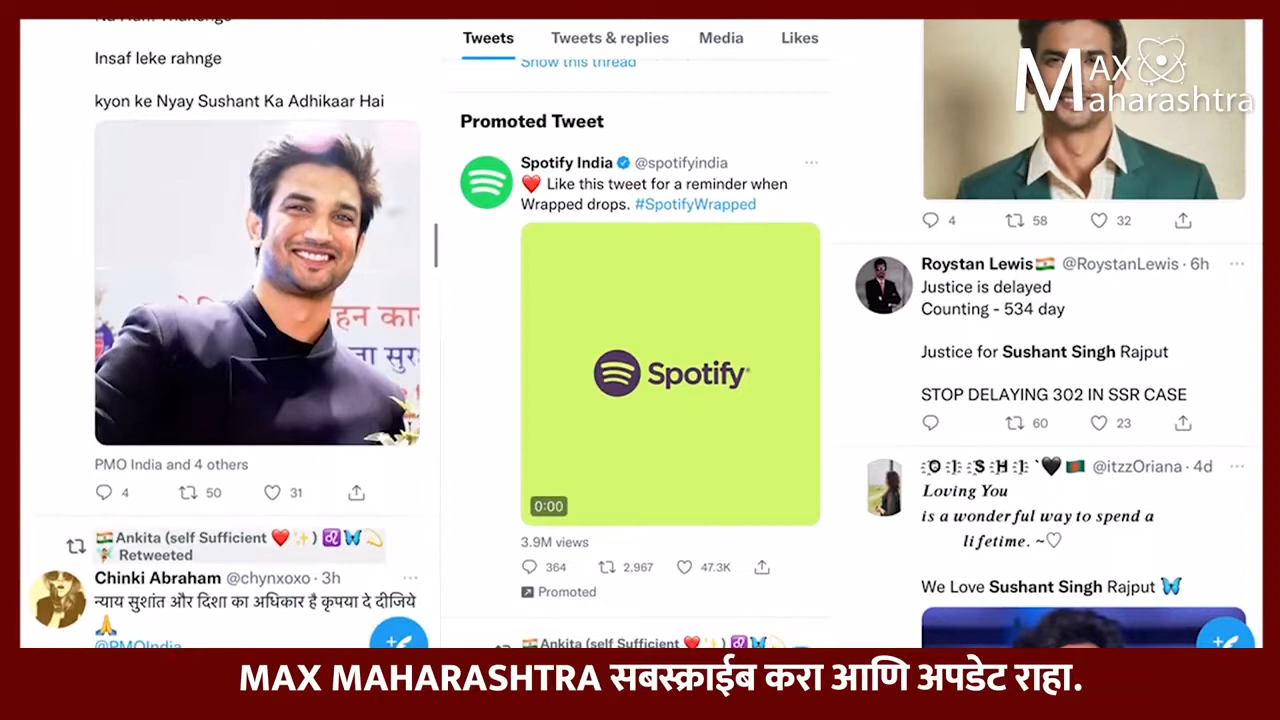 Insaf leke rahnge
kyon ke Nyay Sushant Ka Adhikaar Hai
PMO India and 4 others
4 50 31
🇮🇳Ankita (self Sufficient ❤️✨) ♌🦋💫
🧚 Retweeted
Chinki Abraham @chynxoxo · 3h
न्याय सुशांत और दिशा का अधिकार है कृपया दे दीजिये
🙏
@PMOIndia
Tweets Tweets & replies Media Likes
Show this thread
Promoted Tweet
Spotify India @spotifyindia
❤️ Like this tweet for a reminder when
Wrapped drops. #SpotifyWrapped
Spotify
0:00
3.9M views
364 2,967 47.3K
Promoted
🇮🇳Ankita (self Sufficient ❤️✨) ♌🦋
MAX
Maharashtra
4 58 32
Roystan Lewis🇮🇳 @RoystanLewis · 6h
Justice is delayed
Counting - 534 day
Justice for Sushant Singh Rajput
STOP DELAYING 302 IN SSR CASE
60 23
O I S H I `🖤🇧🇩 @itzzOriana · 4d
Loving You
is a wonderful way to spend a
lifetime. ~♡
We Love Sushant Singh Rajput 🦋
MAX MAHARASHTRA सबस्क्राईब करा आणि अपडेट राहा.